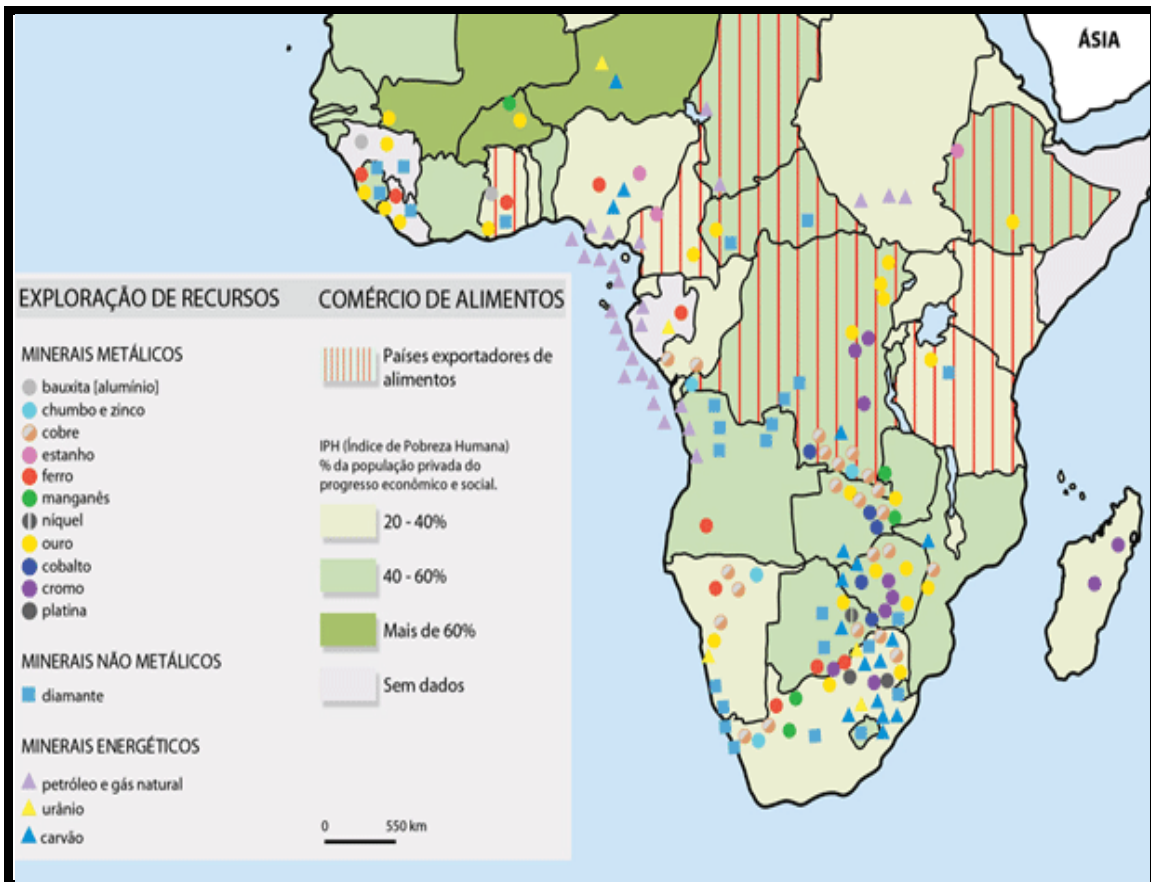 ÁSIA
EXPLORAÇÃO DE RECURSOS
MINERAIS METÁLICOS
bauxita [alumínio]
chumbo e zinco
cobre
estanho
ferro
manganês
níquel
ouro
cobalto
cromo
platina
MINERAIS NÃO METÁLICOS
diamante
MINERAIS ENERGÉTICOS
petróleo e gás natural
urânio
carvão
COMÉRCIO DE ALIMENTOS
Países exportadores de
alimentos
IPH (Índice de Pobreza Humana)
% da população privada do
progresso econômico e social.
20 - 40%
40 - 60%
Mais de 60%
Sem dados
0 550 km